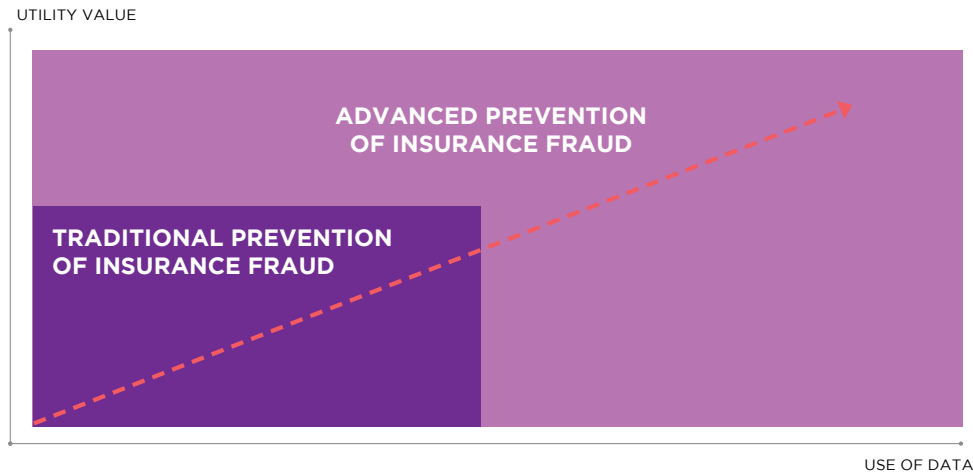 UTILITY VALUE
ADVANCED PREVENTION
OF INSURANCE FRAUD
TRADITIONAL PREVENTION
OF INSURANCE FRAUD
USE OF DATA